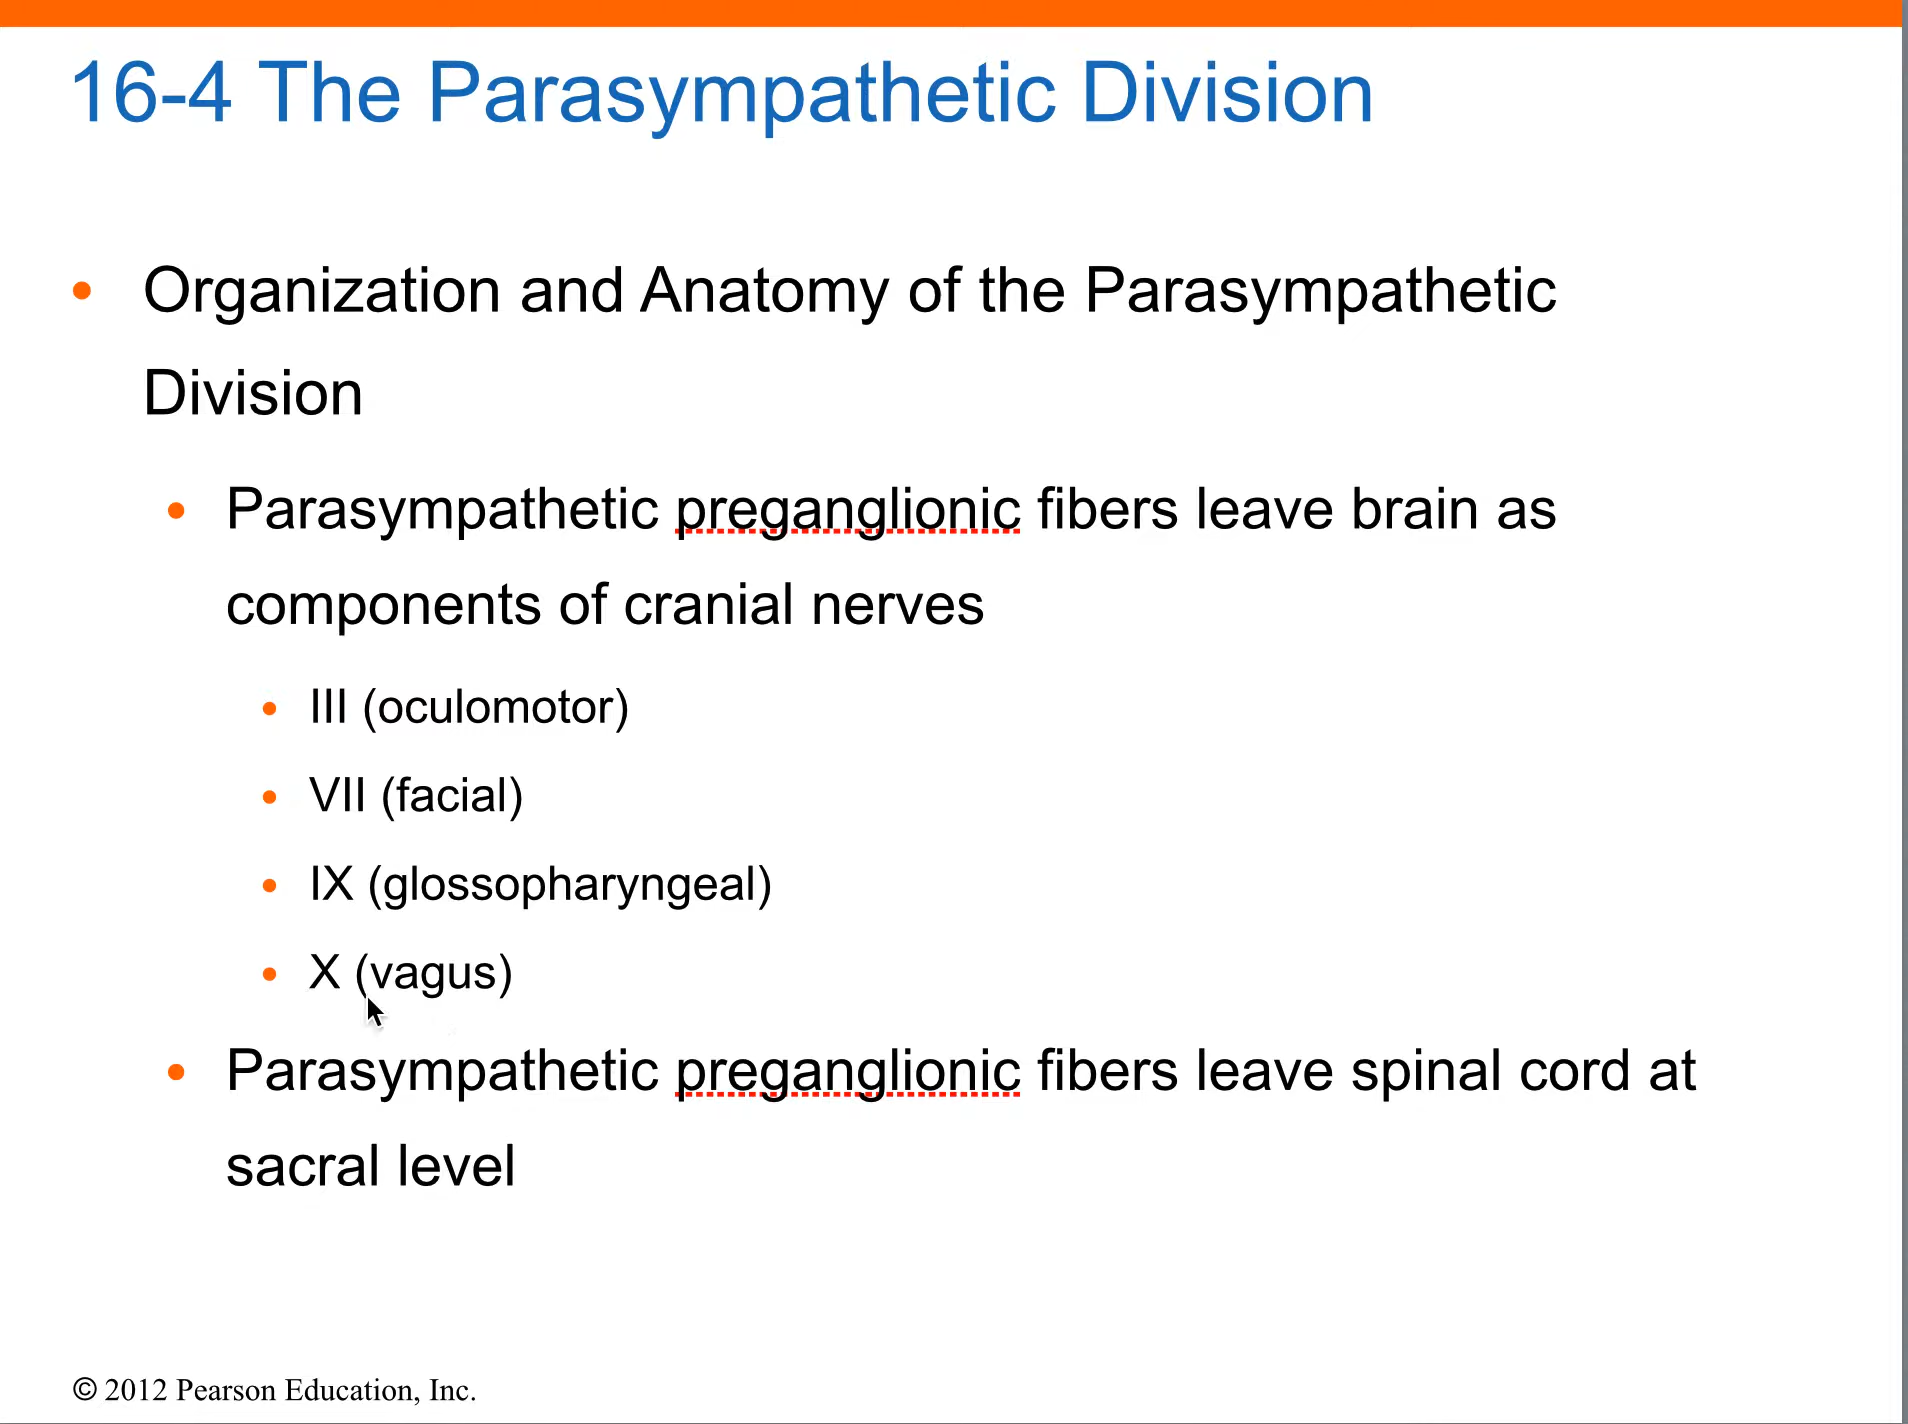 16-4 The Parasympathetic Division
• Organization and Anatomy of the Parasympathetic
Division
• Parasympathetic preganglionic fibers leave brain as
components of cranial nerves
• III (oculomotor)
• VII (facial)
• IX (glossopharyngeal)
• X (vagus)
• Parasympathetic preganglionic fibers leave spinal cord at
sacral level
© 2012 Pearson Education, Inc.